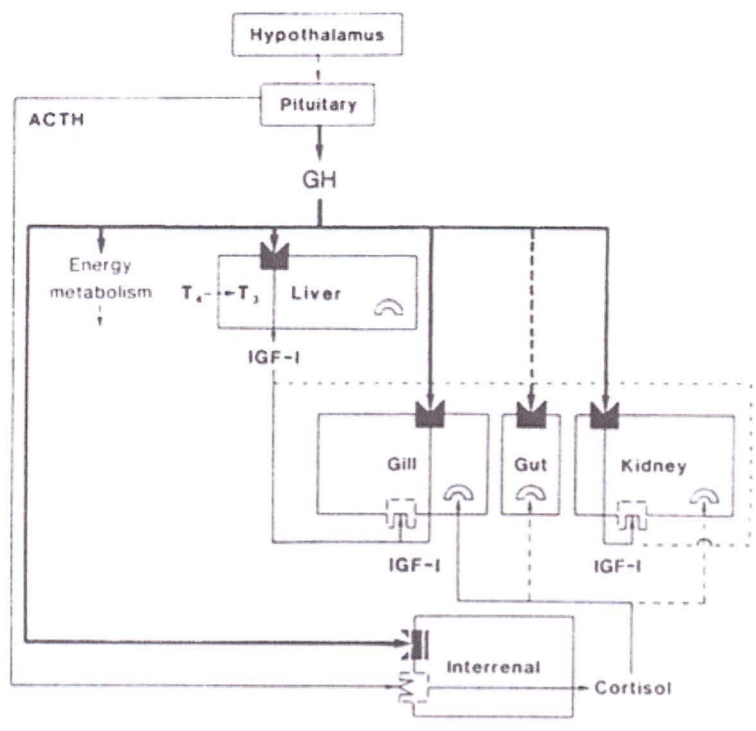 Hypothalamus
Pituitary
ACTH
GH
Energy
metabolism
T₄
T₃
Liver
IGF-I
Gill
Gut
Kidney
IGF-I
IGF-I
Interrenal
Cortisol